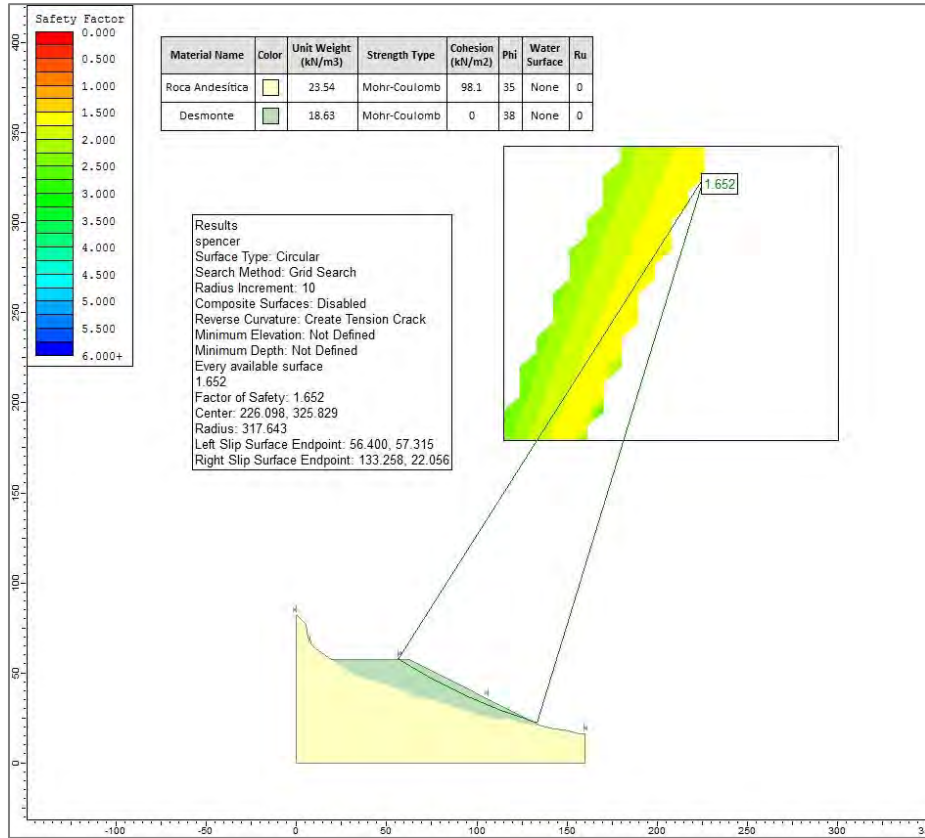 Safety Factor
0.000
0.500
1.000
1.500
2.000
2.500
3.000
3.500
4.000
4.500
5.000
5.500
6.000+
Material Name Color Unit Weight (kN/m3) Strength Type Cohesion (kN/m2) Phi Water Surface Ru
Roca Andesítica 23.54 Mohr-Coulomb 98.1 35 None 0
Desmonte 18.63 Mohr-Coulomb 0 38 None 0
1.652
Results
spencer
Surface Type: Circular
Search Method: Grid Search
Radius Increment: 10
Composite Surfaces: Disabled
Reverse Curvature: Create Tension Crack
Minimum Elevation: Not Defined
Minimum Depth: Not Defined
Every available surface
1.652
Factor of Safety: 1.652
Center: 226.098, 325.829
Radius: 317.643
Left Slip Surface Endpoint: 56.400, 57.315
Right Slip Surface Endpoint: 133.258, 22.056
400
350
300
250
200
150
100
50
0
-100 -50 0 50 100 150 200 250 300